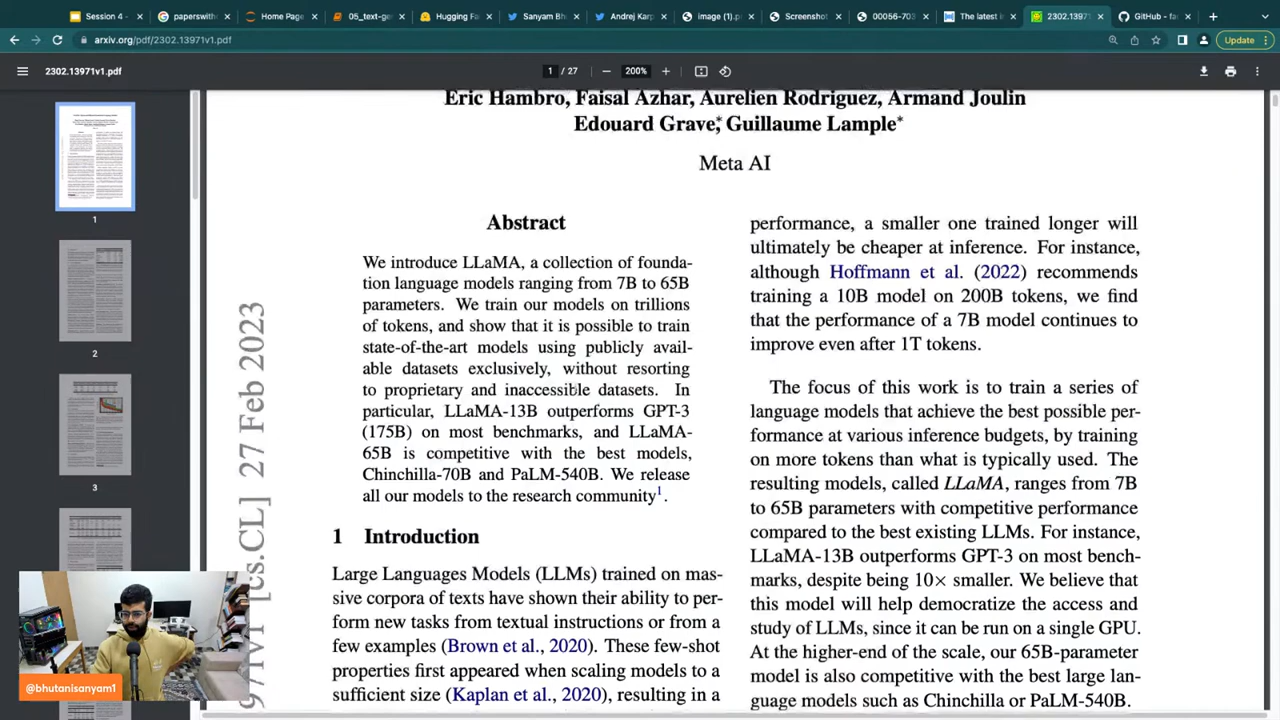 Session 4 -
paperswith
Home Page
05_text-ge
Hugging Fa
Sanyam Bh
Andrej Karp
image (1).p
Screenshot
00056-703
The latest i
2302.13971
GitHub - fa
arxiv.org/pdf/2302.13971v1.pdf
Update
2302.13971v1.pdf
1 / 27
200%
1
2
3
Eric Hambro, Faisal Azhar, Aurelien Rodriguez, Armand Joulin
Edouard Grave,* Guillaume Lample*
Meta AI
[cs.CL] 27 Feb 2023
Abstract
We introduce LLaMA, a collection of founda-
tion language models ranging from 7B to 65B
parameters. We train our models on trillions
of tokens, and show that it is possible to train
state-of-the-art models using publicly avail-
able datasets exclusively, without resorting
to proprietary and inaccessible datasets. In
particular, LLaMA-13B outperforms GPT-3
(175B) on most benchmarks, and LLaMA-
65B is competitive with the best models,
Chinchilla-70B and PaLM-540B. We release
all our models to the research community1.
1 Introduction
Large Languages Models (LLMs) trained on mas-
sive corpora of texts have shown their ability to per-
form new tasks from textual instructions or from a
few examples (Brown et al., 2020). These few-shot
properties first appeared when scaling models to a
sufficient size (Kaplan et al., 2020), resulting in a
performance, a smaller one trained longer will
ultimately be cheaper at inference. For instance,
although Hoffmann et al. (2022) recommends
training a 10B model on 200B tokens, we find
that the performance of a 7B model continues to
improve even after 1T tokens.
The focus of this work is to train a series of
language models that achieve the best possible per-
formance at various inference budgets, by training
on more tokens than what is typically used. The
resulting models, called LLaMA, ranges from 7B
to 65B parameters with competitive performance
compared to the best existing LLMs. For instance,
LLaMA-13B outperforms GPT-3 on most bench-
marks, despite being 10× smaller. We believe that
this model will help democratize the access and
study of LLMs, since it can be run on a single GPU.
At the higher-end of the scale, our 65B-parameter
model is also competitive with the best large lan-
guage models such as Chinchilla or PaLM-540B.
@bhutanisanyam1